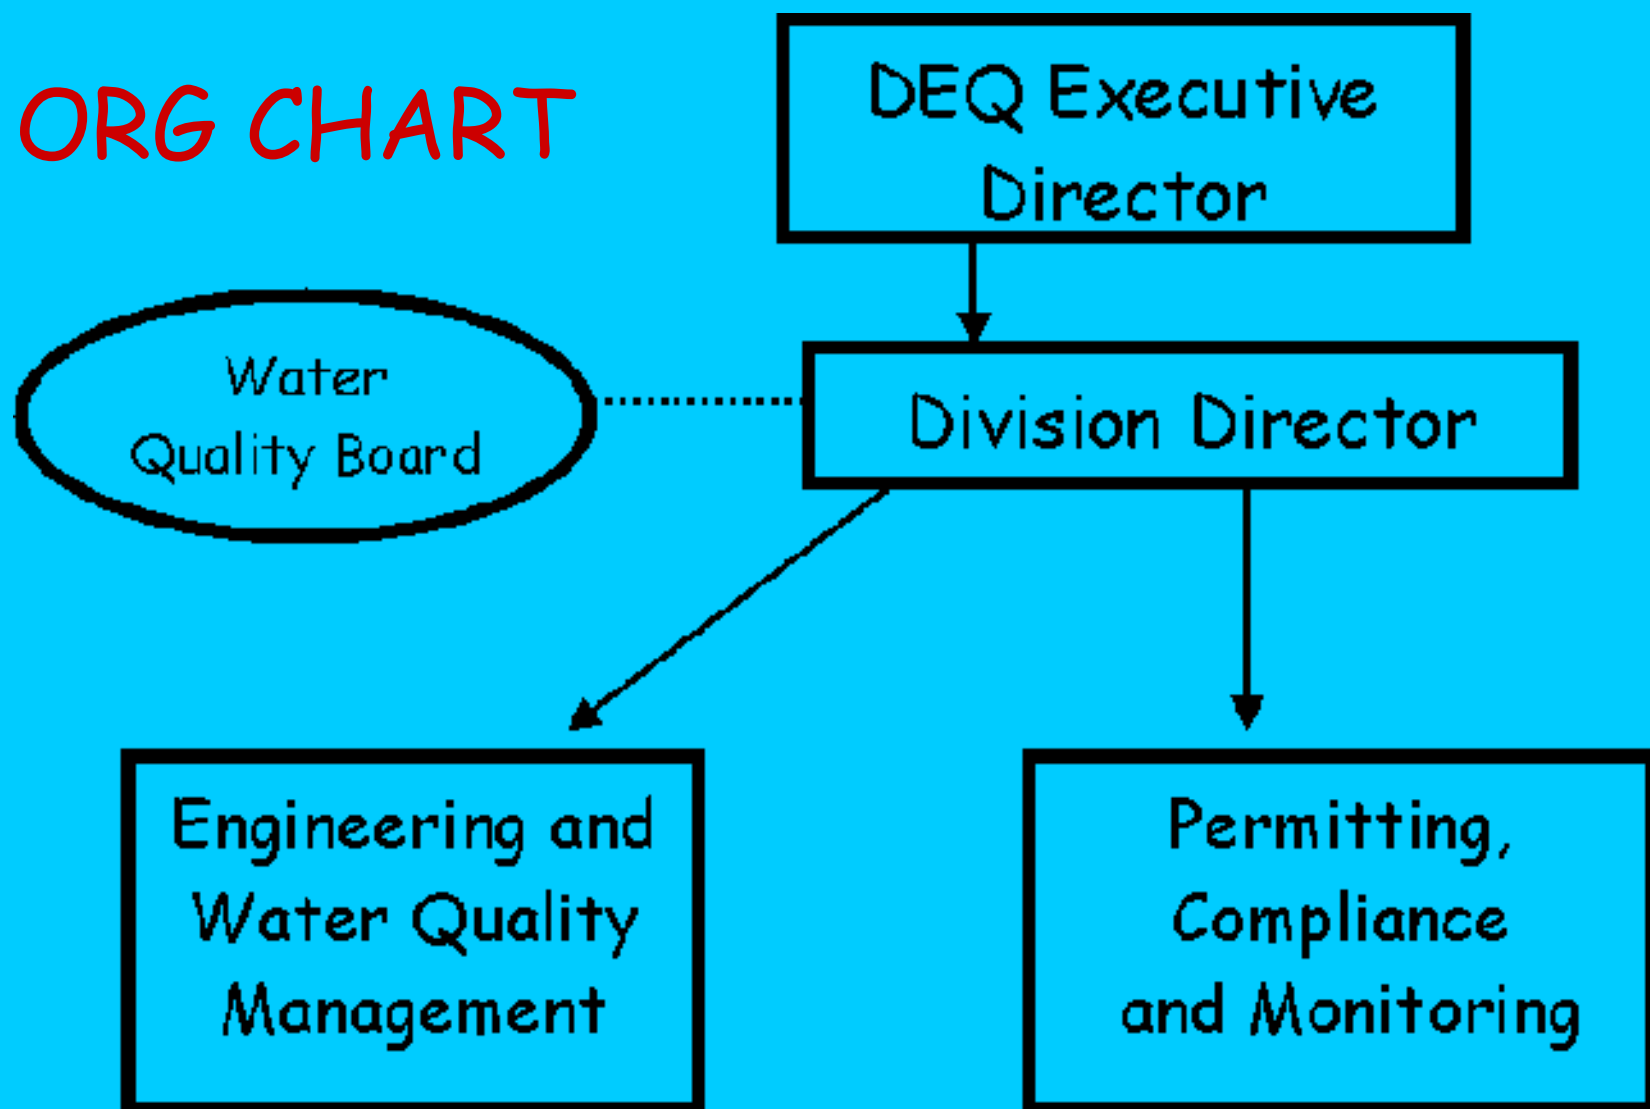 ORG CHART
DEQ Executive
Director
Water
Quality Board
Division Director
Engineering and
Water Quality
Management
Permitting,
Compliance
and Monitoring